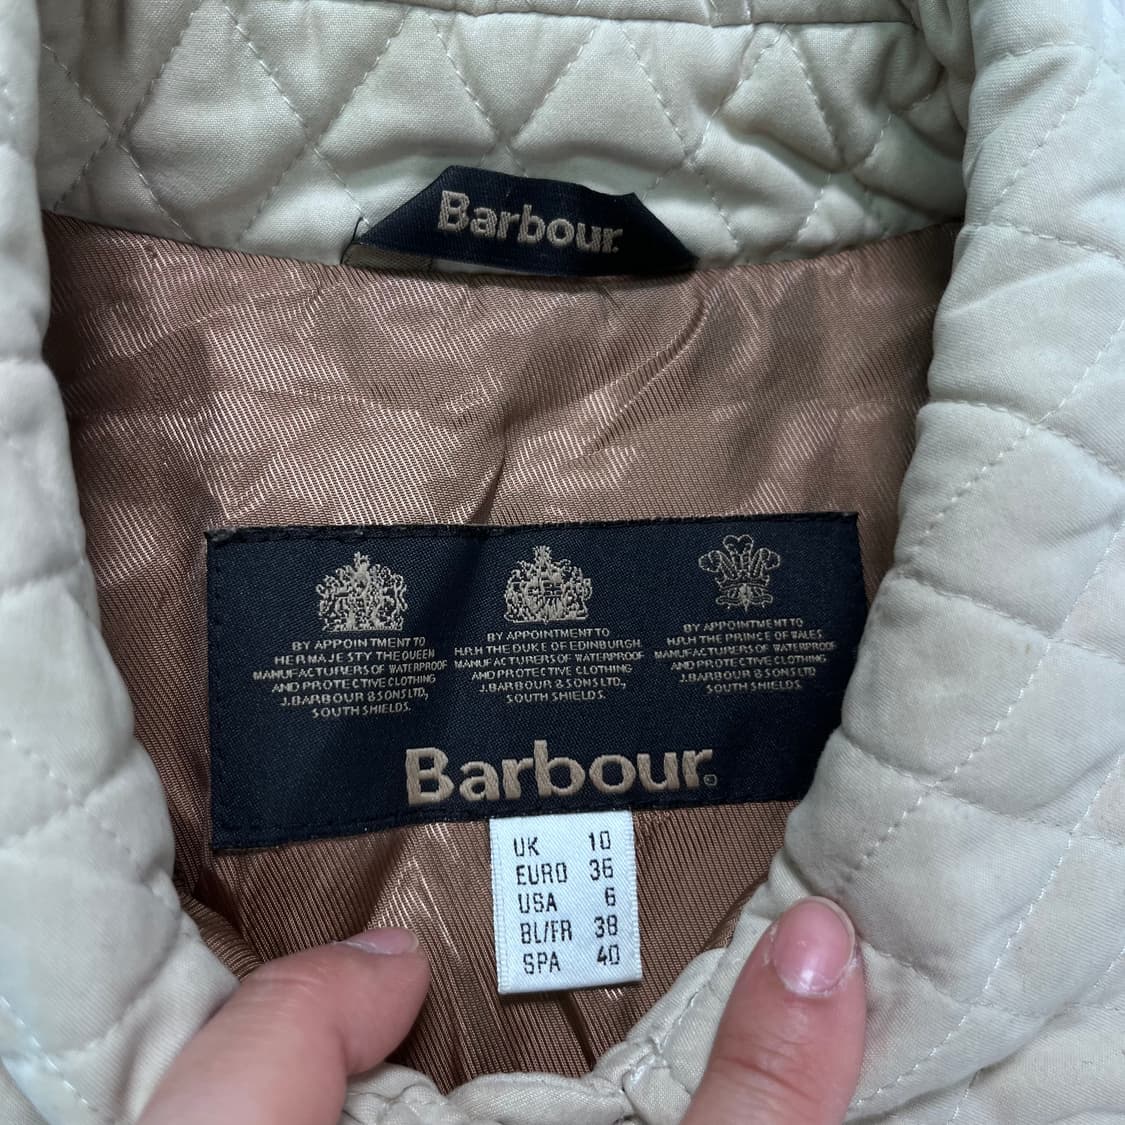 Barbour.
BY APPOINTMENT TO
HER MAJESTY THE QUEEN
MANUFACTURERS OF WATERPROOF
AND PROTECTIVE CLOTHING
J.BARBOUR & SONS LTD,
SOUTH SHIELDS.
BY APPOINTMENT TO
H.R.H THE DUKE OF EDINBURGH
MANUFACTURERS OF WATERPROOF
AND PROTECTIVE CLOTHING
J.BARBOUR & SONS LTD.,
SOUTH SHIELDS.
BY APPOINTMENT TO
H.R.H THE PRINCE OF WALES
MANUFACTURERS OF WATERPROOF
AND PROTECTIVE CLOTHING
J.BARBOUR & SONS LTD
SOUTH SHIELDS.
Barbour.
UK 10
EURO 36
USA 6
BL/FR 38
SPA 40